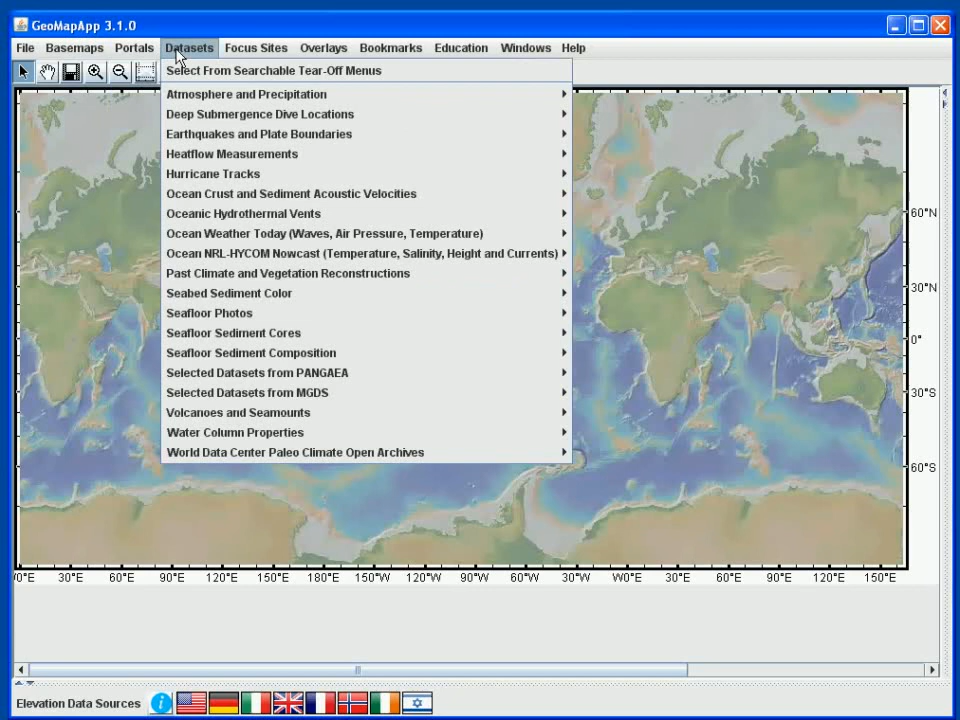 GeoMapApp 3.1.0
File Basemaps Portals Datasets Focus Sites Overlays Bookmarks Education Windows Help
Select From Searchable Tear-Off Menus
Atmosphere and Precipitation
Deep Submergence Dive Locations
Earthquakes and Plate Boundaries
Heatflow Measurements
Hurricane Tracks
Ocean Crust and Sediment Acoustic Velocities
Oceanic Hydrothermal Vents
Ocean Weather Today (Waves, Air Pressure, Temperature)
Ocean NRL-HYCOM Nowcast (Temperature, Salinity, Height and Currents)
Past Climate and Vegetation Reconstructions
Seabed Sediment Color
Seafloor Photos
Seafloor Sediment Cores
Seafloor Sediment Composition
Selected Datasets from PANGAEA
Selected Datasets from MGDS
Volcanoes and Seamounts
Water Column Properties
World Data Center Paleo Climate Open Archives
60°N
30°N
0°
30°S
60°S
0°E 30°E 60°E 90°E 120°E 150°E 180°E 150°W 120°W 90°W 60°W 30°W W0°E 30°E 60°E 90°E 120°E 150°E
Elevation Data Sources